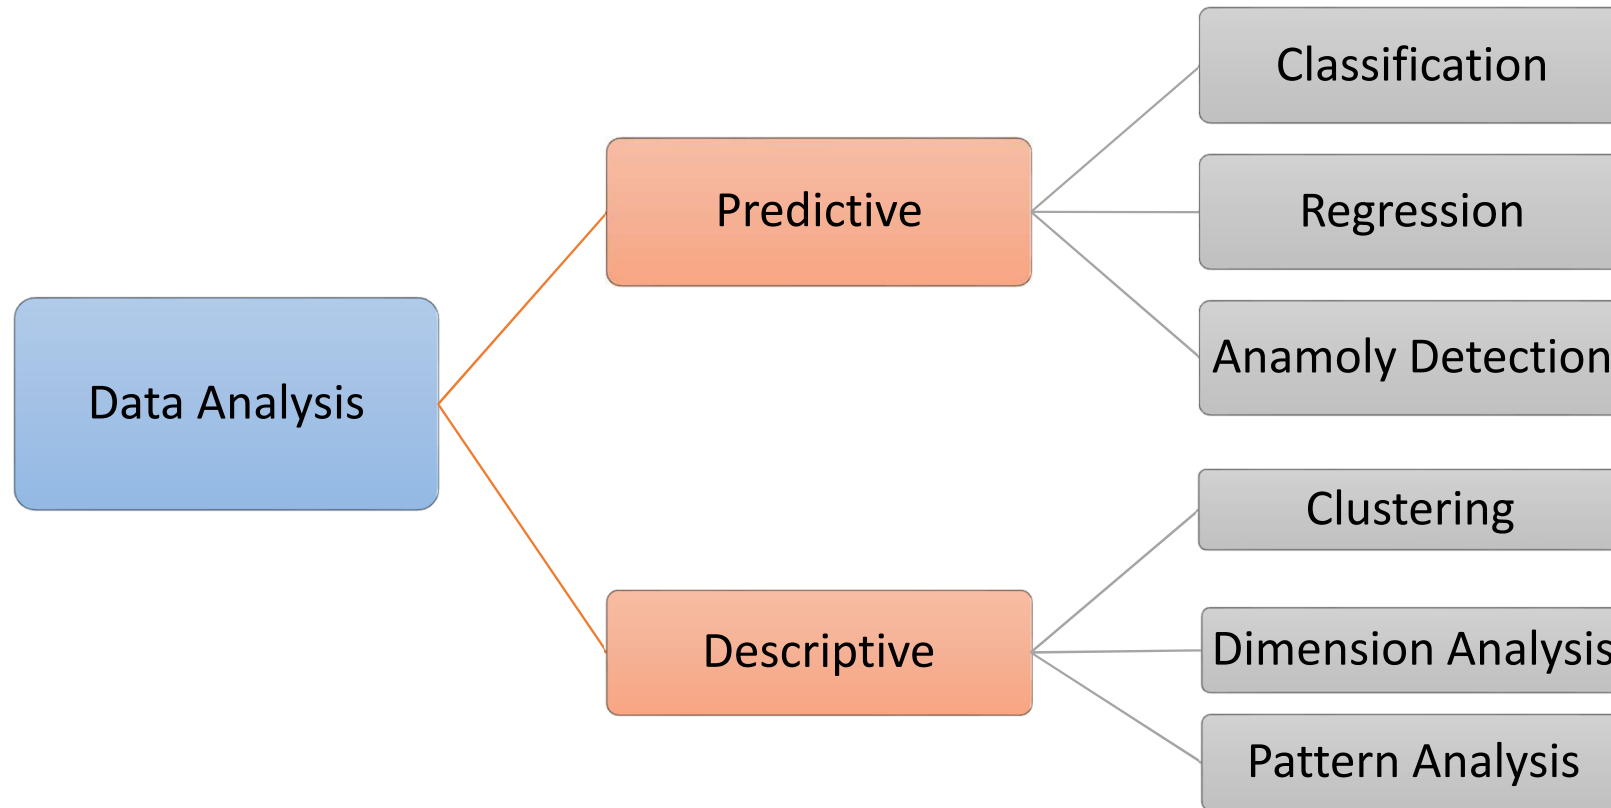 Data Analysis
Predictive
Classification
Regression
Anamoly Detection
Descriptive
Clustering
Dimension Analysis
Pattern Analysis